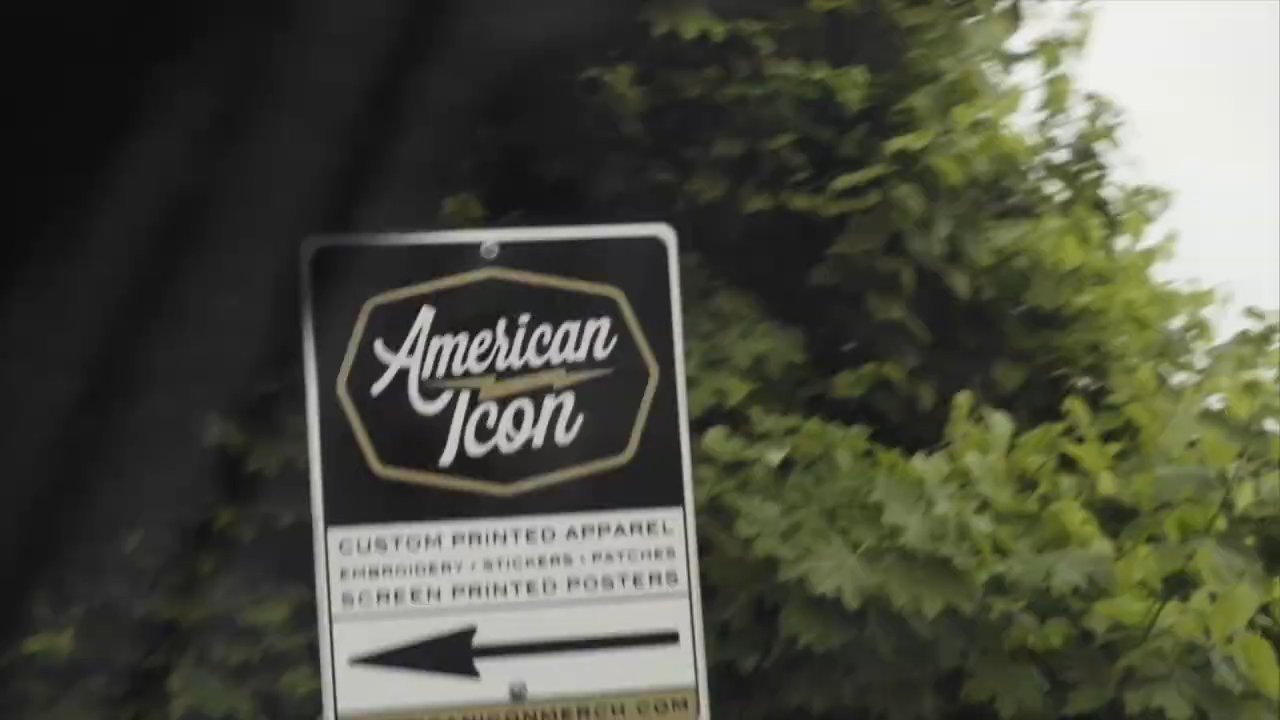 American
Icon
CUSTOM PRINTED APPAREL
EMBROIDERY • STICKERS • PATCHES
SCREEN PRINTED POSTERS